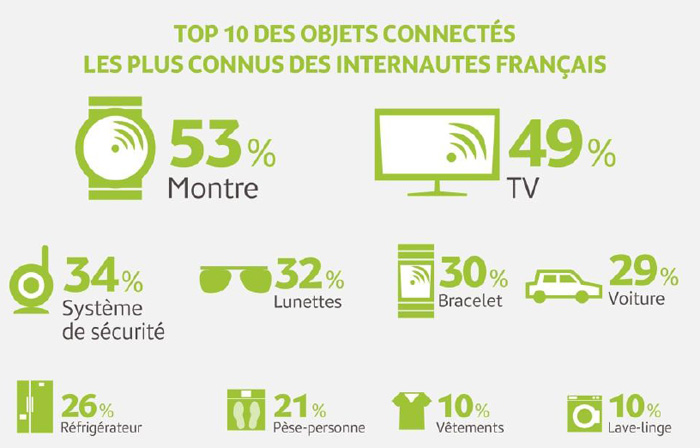 TOP 10 DES OBJETS CONNECTÉS
LES PLUS CONNUS DES INTERNAUTES FRANÇAIS
53%
Montre
49%
TV
34%
Système
de sécurité
32%
Lunettes
30%
Bracelet
29%
Voiture
26%
Réfrigérateur
21%
Pèse-personne
10%
Vêtements
10%
Lave-linge